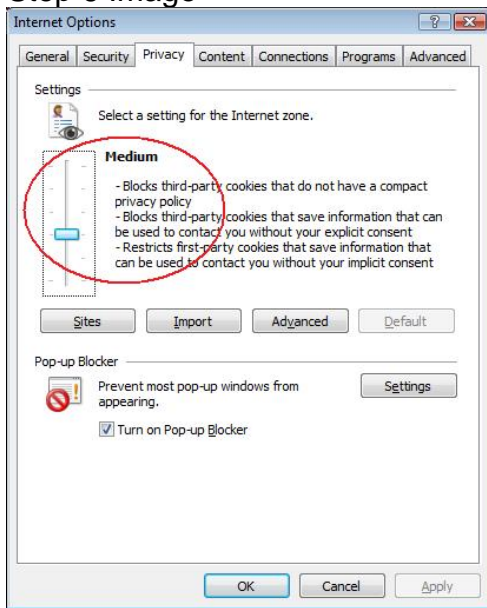 Internet Options
General Security Privacy Content Connections Programs Advanced
Settings
Select a setting for the Internet zone.
Medium
- Blocks third-party cookies that do not have a compact
privacy policy
- Blocks third-party cookies that save information that can
be used to contact you without your explicit consent
- Restricts first-party cookies that save information that
can be used to contact you without your implicit consent
Sites Import Advanced Default
Pop-up Blocker
Prevent most pop-up windows from
appearing.
Settings
Turn on Pop-up Blocker
OK Cancel Apply